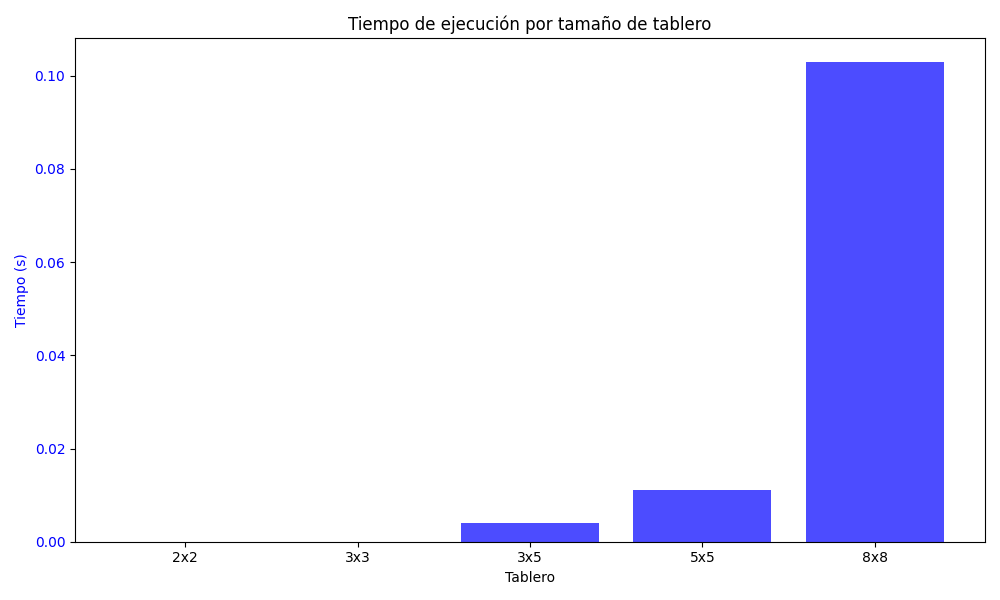 Tiempo de ejecución por tamaño de tablero
0.10
0.08
0.06
0.04
0.02
0.00
Tiempo (s)
2x2 3x3 3x5 5x5 8x8
Tablero